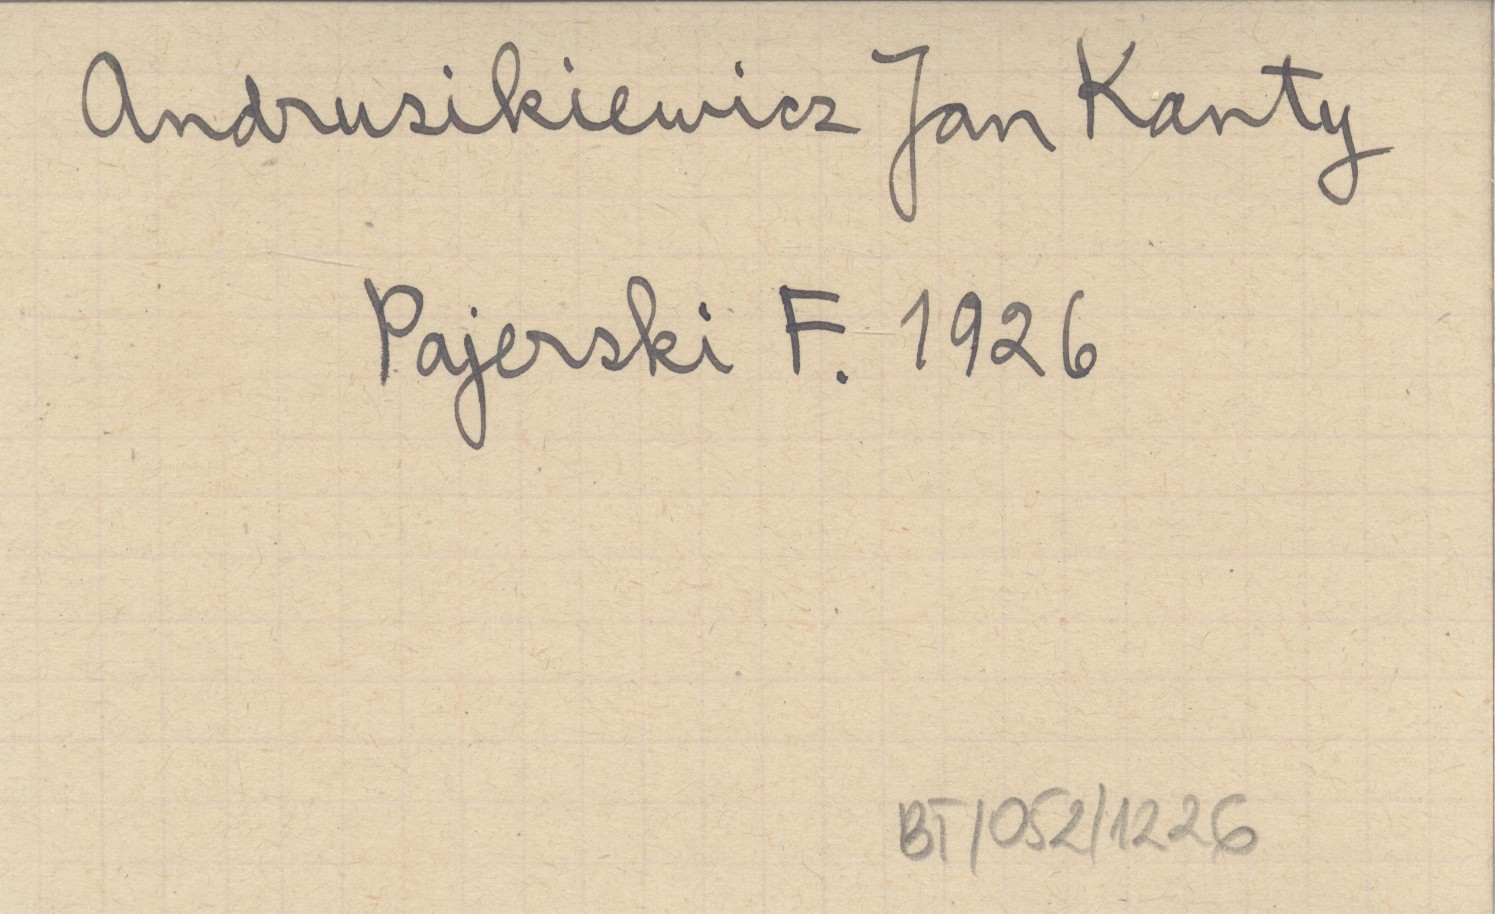 Andrusikiewicz Jan Kanty
Pajerski F. 1926
BT/052/1226